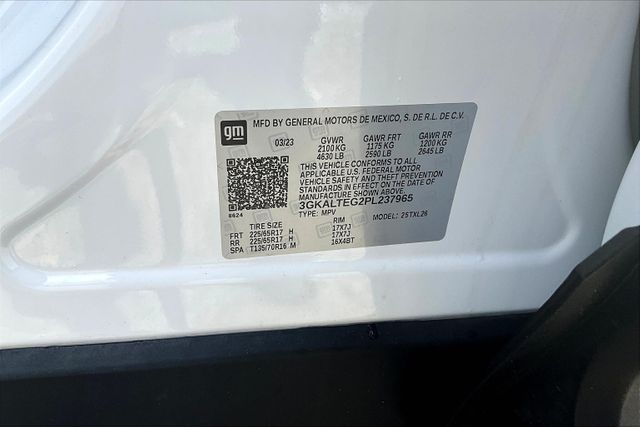 gm
MFD BY GENERAL MOTORS DE MEXICO, S. DE R.L. DE C.V.
03/23 GVWR GAWR FRT GAWR RR
2100 KG 1175 KG 1200 KG
4630 LB 2590 LB 2645 LB
THIS VEHICLE CONFORMS TO ALL
APPLICABLE U.S. FEDERAL MOTOR
VEHICLE SAFETY AND THEFT PREVENTION
STANDARDS IN EFFECT ON THE DATE OF
MANUFACTURE SHOWN ABOVE.
3GKALTEG2PL237965
8624 TYPE: MPV MODEL: 25TXL26
TIRE SIZE RIM
FRT 225/65R17 H 17X7J
RR 225/65R17 H 17X7J
SPA T135/70R16 M 16X4BT